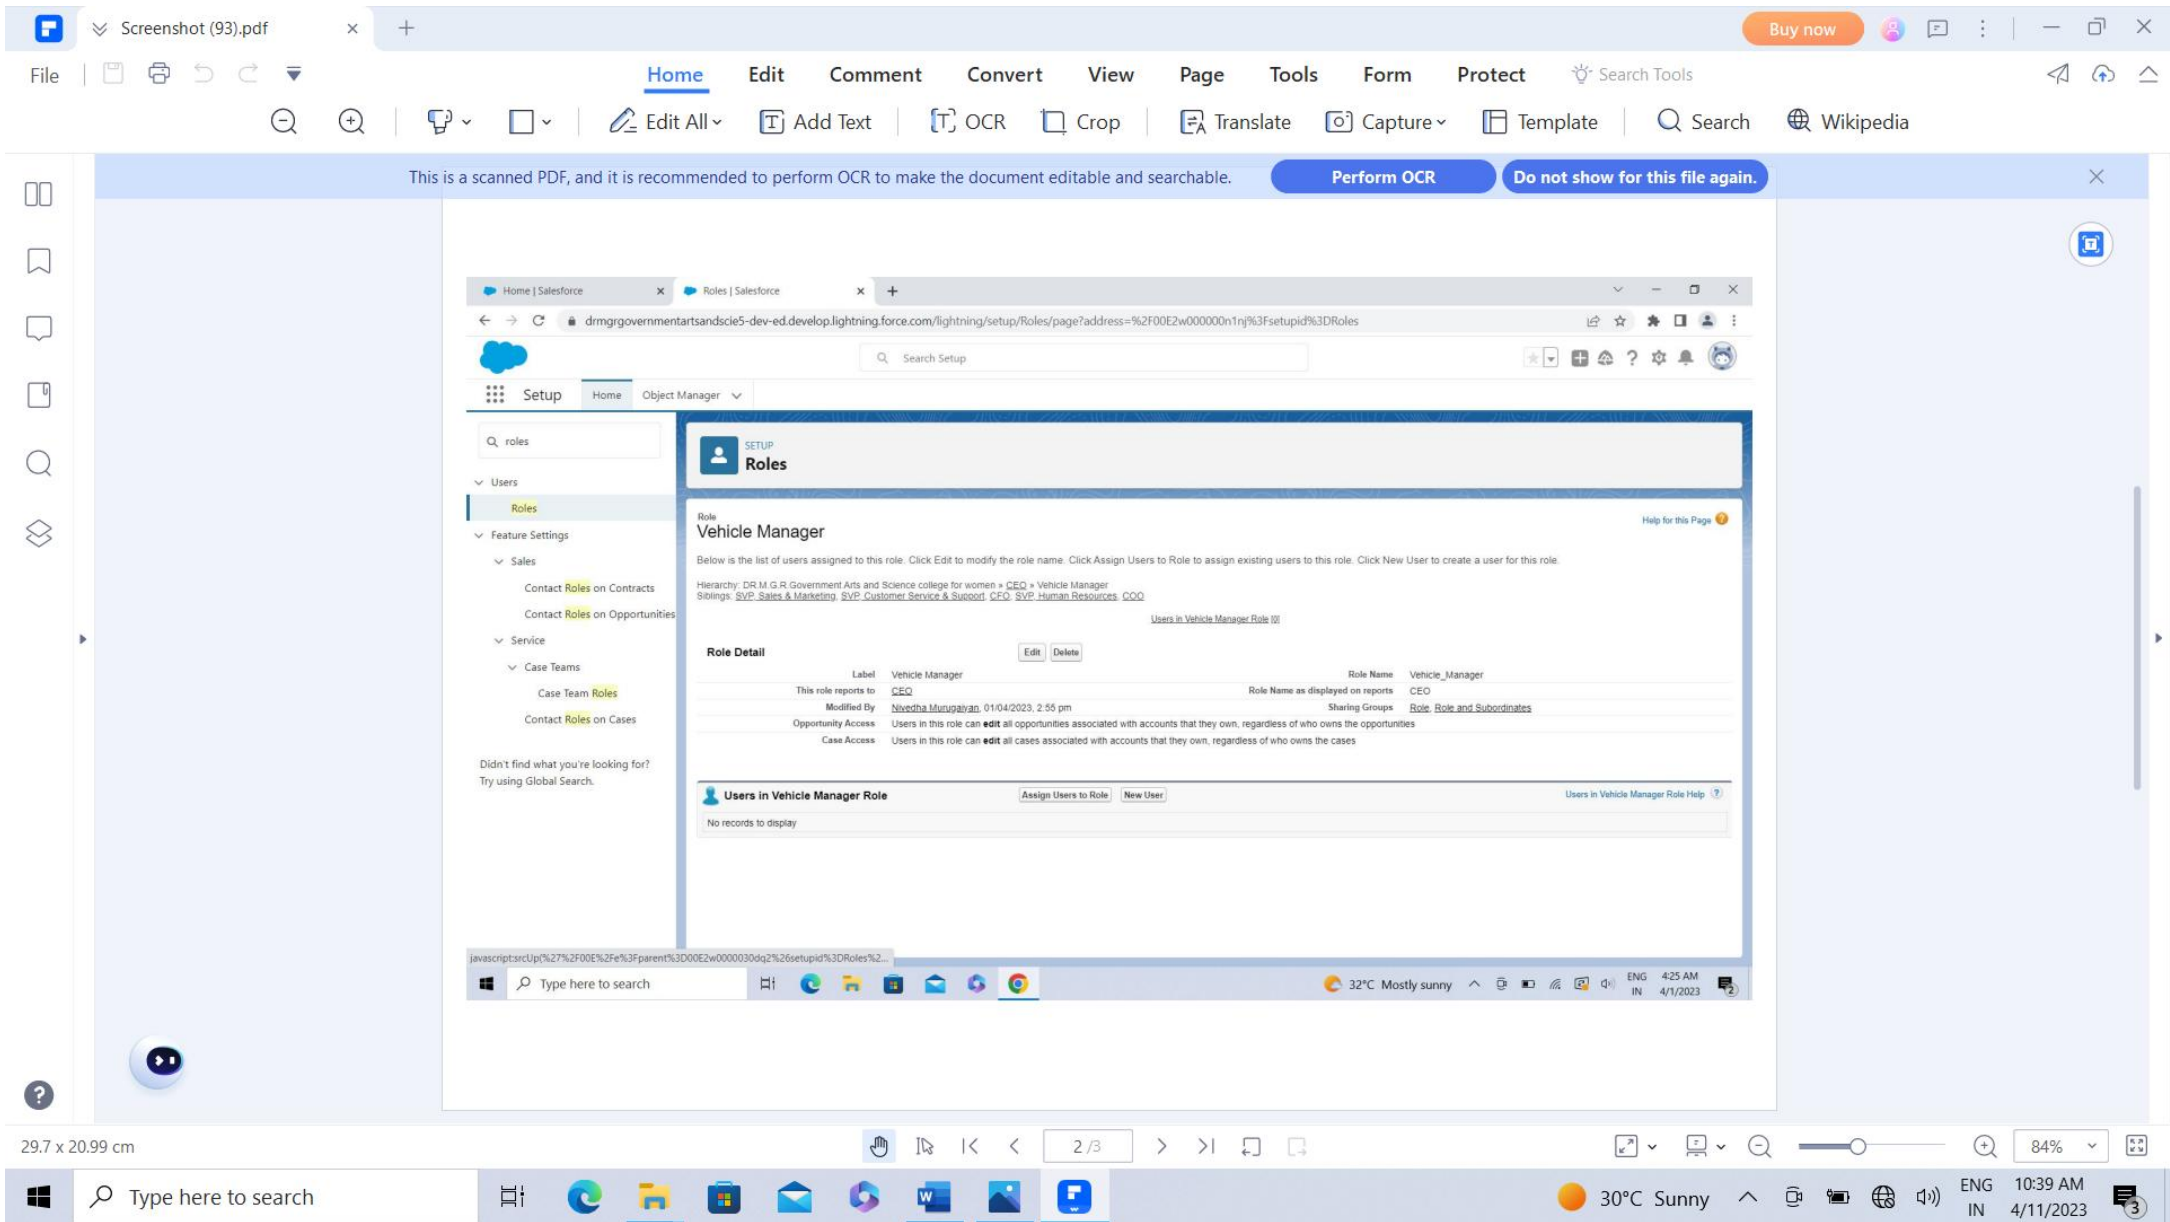 Screenshot (93).pdf
Buy now
File
Home Edit Comment Convert View Page Tools Form Protect Search Tools
Edit All Add Text OCR Crop Translate Capture Template Search Wikipedia
This is a scanned PDF, and it is recommended to perform OCR to make the document editable and searchable. Perform OCR Do not show for this file again.
Home | Salesforce Roles | Salesforce
drmgrgovernmentartsandscie5-dev-ed.develop.lightning.force.com/lightning/setup/Roles/page?address=%2F00E2w000000n1nj%3Fsetupid%3DRoles
Search Setup
Setup Home Object Manager
roles
Users
Roles
Feature Settings
Sales
Contact Roles on Contracts
Contact Roles on Opportunities
Service
Case Teams
Case Team Roles
Contact Roles on Cases
Didn't find what you're looking for?
Try using Global Search.
SETUP
Roles
Role
Vehicle Manager
Help for this Page
Below is the list of users assigned to this role. Click Edit to modify the role name. Click Assign Users to Role to assign existing users to this role. Click New User to create a user for this role.
Hierarchy: DR.M.G.R.Government Arts and Science college for women » CEO » Vehicle Manager
Siblings: SVP, Sales & Marketing, SVP, Customer Service & Support, CFO, SVP, Human Resources, COO
Users in Vehicle Manager Role [0]
Role Detail Edit Delete
Label Vehicle Manager Role Name Vehicle_Manager
This role reports to CEO Role Name as displayed on reports CEO
Modified By Nivedha Murugaiyan, 01/04/2023, 2:55 pm Sharing Groups Role, Role and Subordinates
Opportunity Access Users in this role can edit all opportunities associated with accounts that they own, regardless of who owns the opportunities
Case Access Users in this role can edit all cases associated with accounts that they own, regardless of who owns the cases
Users in Vehicle Manager Role Assign Users to Role New User Users in Vehicle Manager Role Help ?
No records to display
javascript:srcUp(%27%2F00E%2Fe%3Fparent%3D00E2w0000030dq2%26setupid%3DRoles%2...
Type here to search 32°C Mostly sunny ENG 4:25 AM
IN 4/1/2023 2
29.7 x 20.99 cm 2 /3 84%
Type here to search 30°C Sunny ENG 10:39 AM
IN 4/11/2023 3